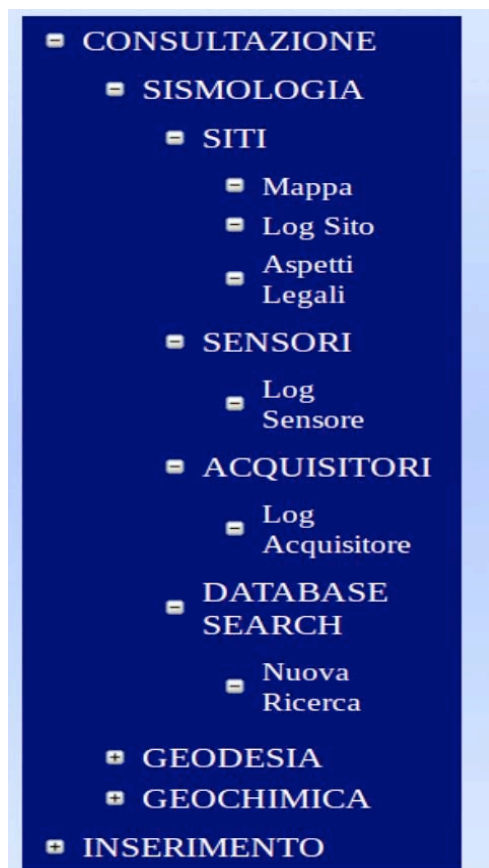 CONSULTAZIONE
SISMOLOGIA
SITI
Mappa
Log Sito
Aspetti
Legali
SENSORI
Log
Sensore
ACQUISITORI
Log
Acquisitore
DATABASE
SEARCH
Nuova
Ricerca
GEODESIA
GEOCHIMICA
INSERIMENTO